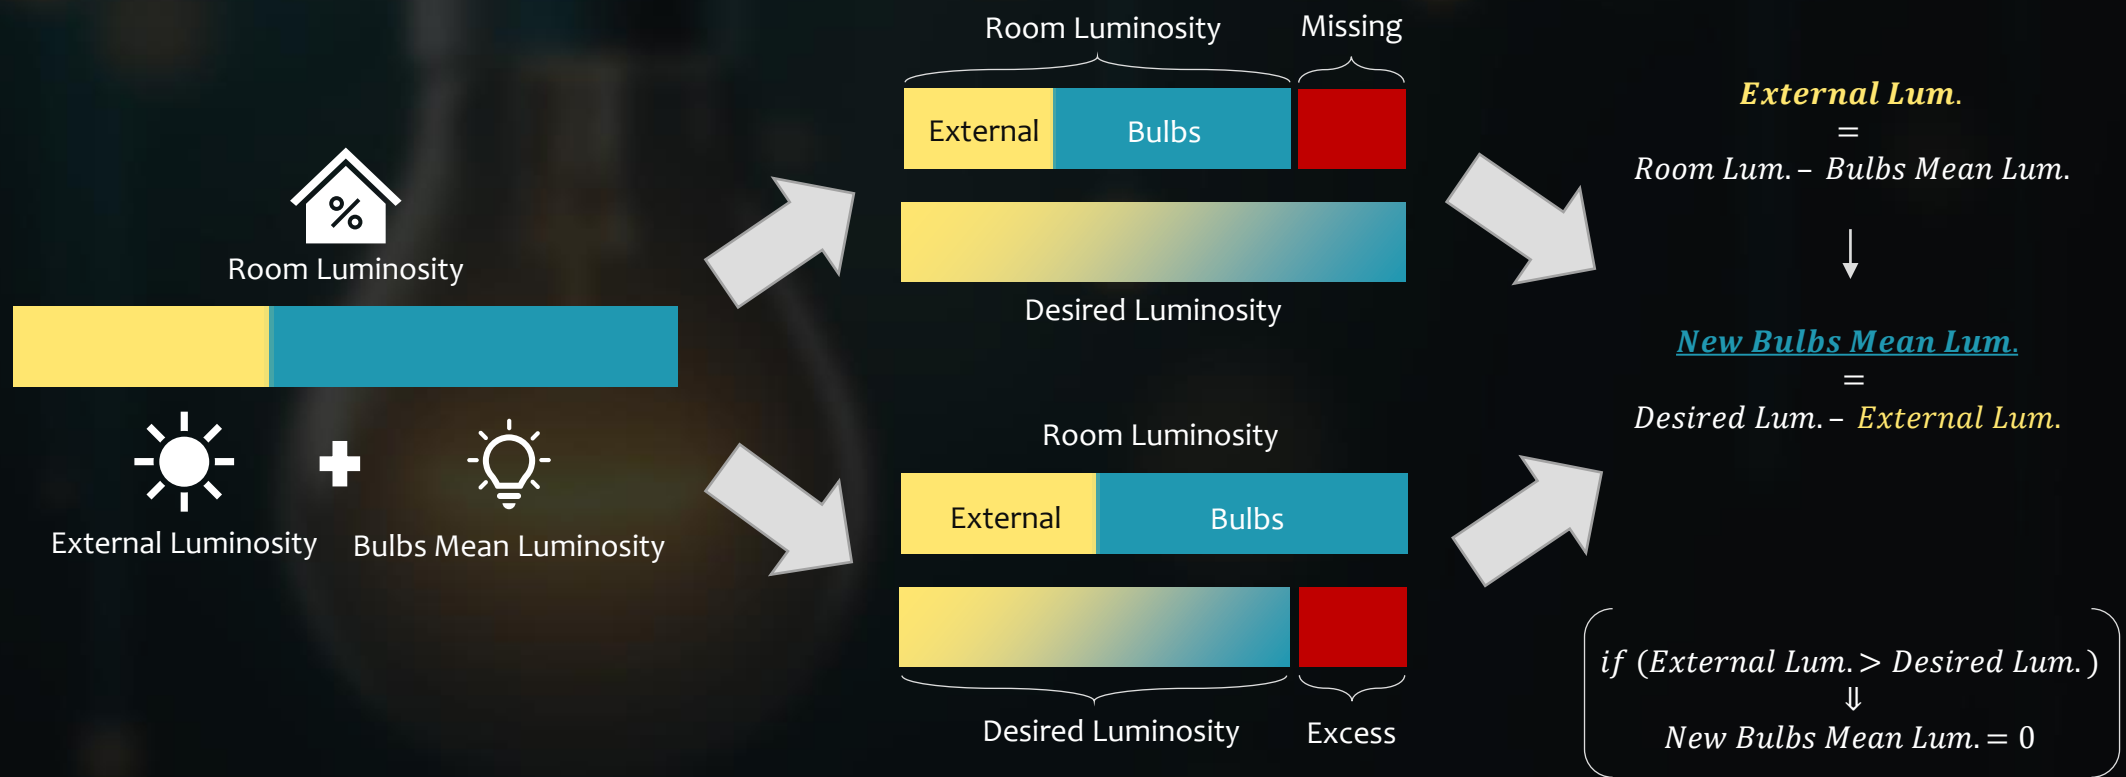 %
Room Luminosity
External Luminosity
Bulbs Mean Luminosity
Room Luminosity
Missing
External
Bulbs
Desired Luminosity
Room Luminosity
External
Bulbs
Desired Luminosity
Excess
External Lum.
=
Room Lum. – Bulbs Mean Lum.
New Bulbs Mean Lum.
=
Desired Lum. – External Lum.
if (External Lum. > Desired Lum. )
⇓
New Bulbs Mean Lum. = 0